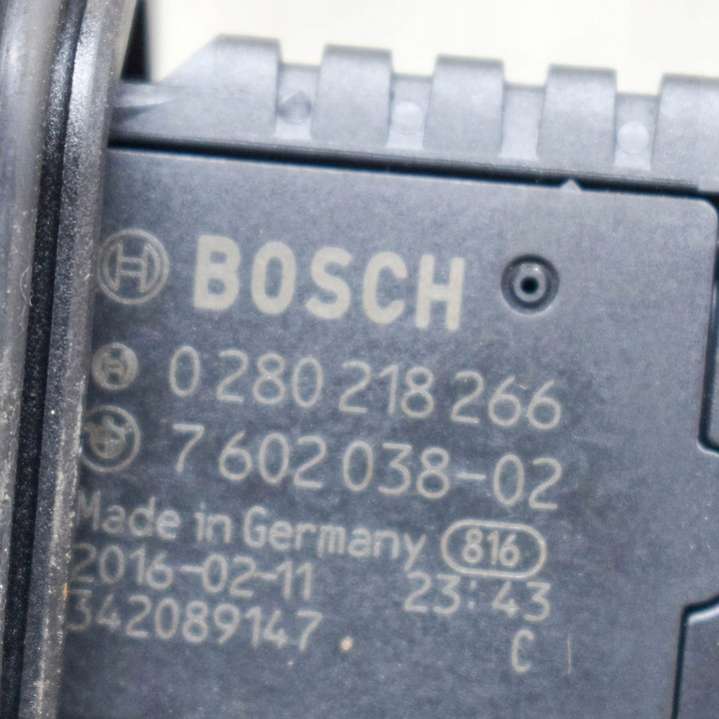 BOSCH
0 280 218 266
7 602 038-02
Made in Germany 816
2016-02-11 23:43
342089147 C